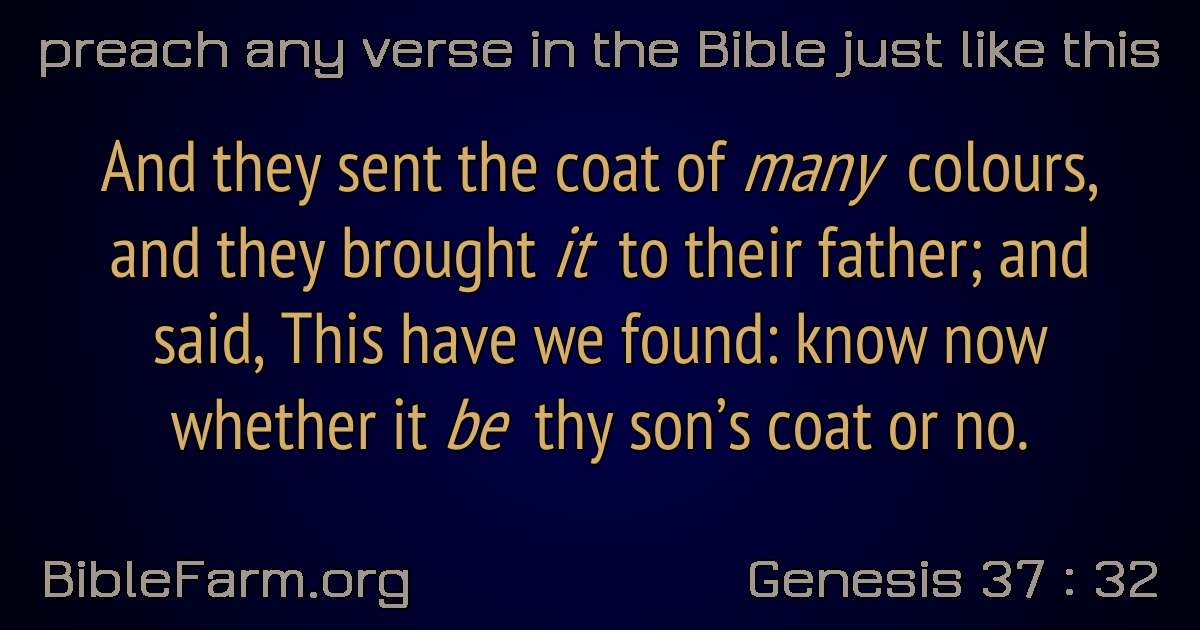 preach any verse in the Bible just like this
And they sent the coat of many colours,
and they brought it to their father; and
said, This have we found: know now
whether it be thy son’s coat or no.
BibleFarm.org
Genesis 37 : 32